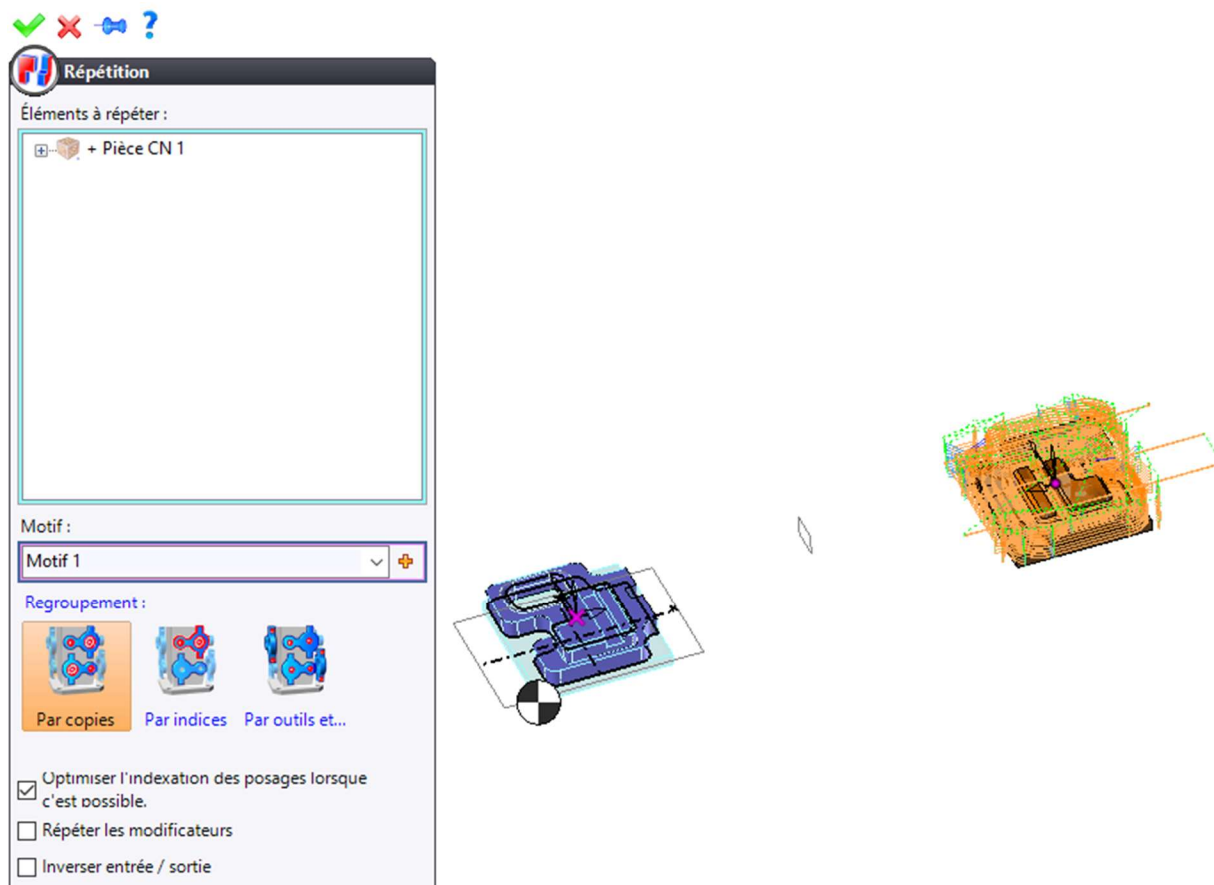 Répétition
Éléments à répéter :
+ Pièce CN 1
Motif :
Motif 1
Regroupement :
Par copies Par indices Par outils et...
Optimiser l'indexation des posages lorsque
c'est possible.
Répéter les modificateurs
Inverser entrée / sortie